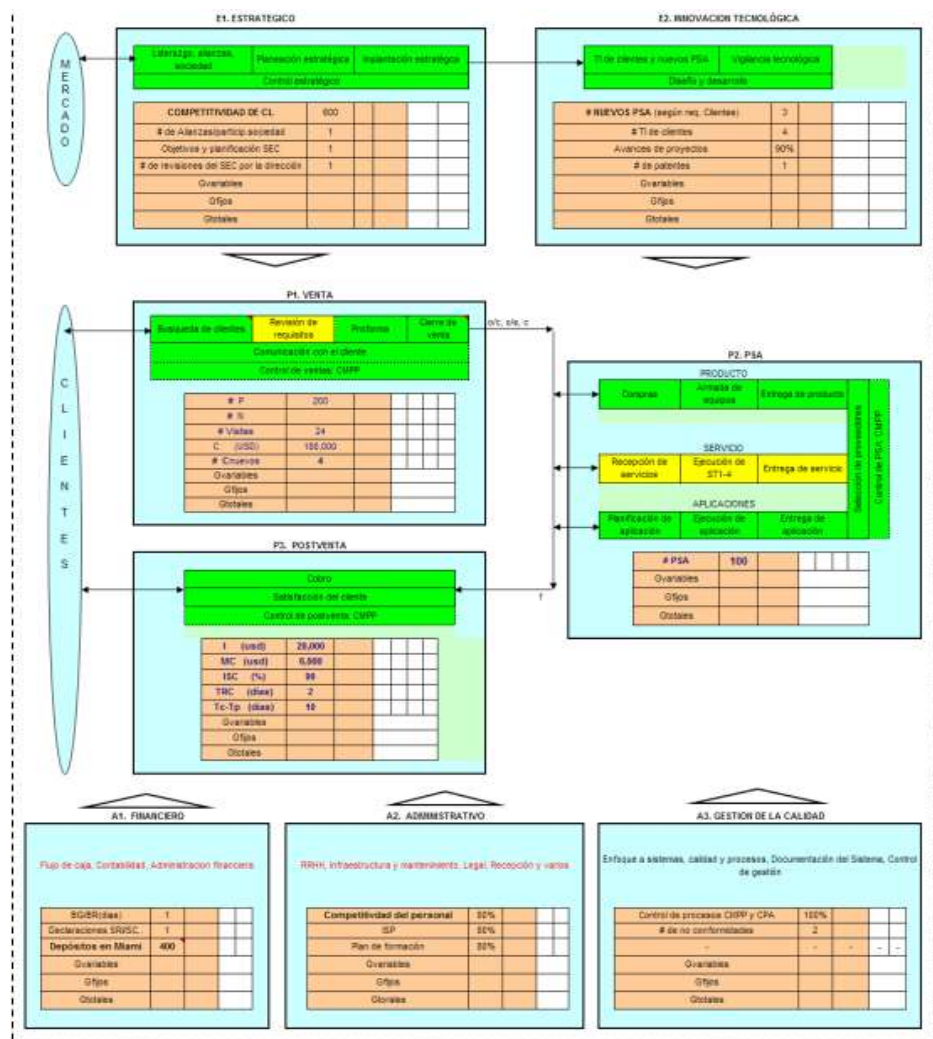 E1. ESTRATEGICO
E2. INNOVACION TECNOLÓGICA
MERCADO
Liderazgo, alianzas, sociedad
Planeación estratégica
Implantación estratégica
Control estratégico
COMPETITIVIDAD DE CL 600
# de Alianzas/particip.sociedad 1
Objetivos y planificación SEC 1
# de revisiones del SEC por la dirección 1
Gvariables
Gfijos
Gtotales
TI de clientes y nuevos PSA
Vigilancia tecnológica
Diseño y desarrollo
# NUEVOS PSA (según req. Clientes) 3
# TI de clientes 4
Avances de proyectos 90%
# de patentes 1
Gvariables
Gfijos
Gtotales
CLIENTES
P1. VENTA
Busqueda de clientes
Revisión de requisitos
Proforma
Cierre de venta
Comunicación con el cliente
Control de ventas: CMPP
o/c, o/e, c
# P 200
# N
# Visitas 24
C (USD) 100,000
# Cnuevos 4
Gvariables
Gfijos
Gtotales
P2. PSA
PRODUCTO
Compras
Armada de equipos
Entrega de producto
SERVICIO
Recepción de servicios
Ejecución de ST1-4
Entrega de servicio
APLICACIONES
Planificación de aplicación
Ejecución de aplicación
Entrega de aplicación
Selección de proveedores
Control de PSA: CMPP
# PSA 100
Gvariables
Gfijos
Gtotales
P3. POSTVENTA
Cobro
Satisfacción del cliente
Control de postventa: CMPP
f
I (usd) 20,000
MC (usd)
ISC (%)
TRC (días) 2
Tc-Tp (días) 10
Gvariables
Gfijos
Gtotales
A1. FINANCIERO
Flujo de caja, Contabilidad, Administracion financiera
BG/BR(dias) 1
Declaraciones SRI/SC.. 1
Depósitos en Miami 400
Gvariables
Gfijos
Gtotales
A2. ADMINISTRATIVO
RRHH, Infraestructura y mantenimiento, Legal, Recepción y varios
Competitivdad del personal 80%
ISP 80%
Plan de formación 80%
Gvariables
Gfijos
Gtorales
A3. GESTION DE LA CALIDAD
Enfoque a sistemas, calidad y procesos, Documentación del Sistema, Control
de gestión
Control de procesos CMPP y CPA 100%
# de no conformidades 2
- - - - -
Gvariables
Gfijos
Gtotales